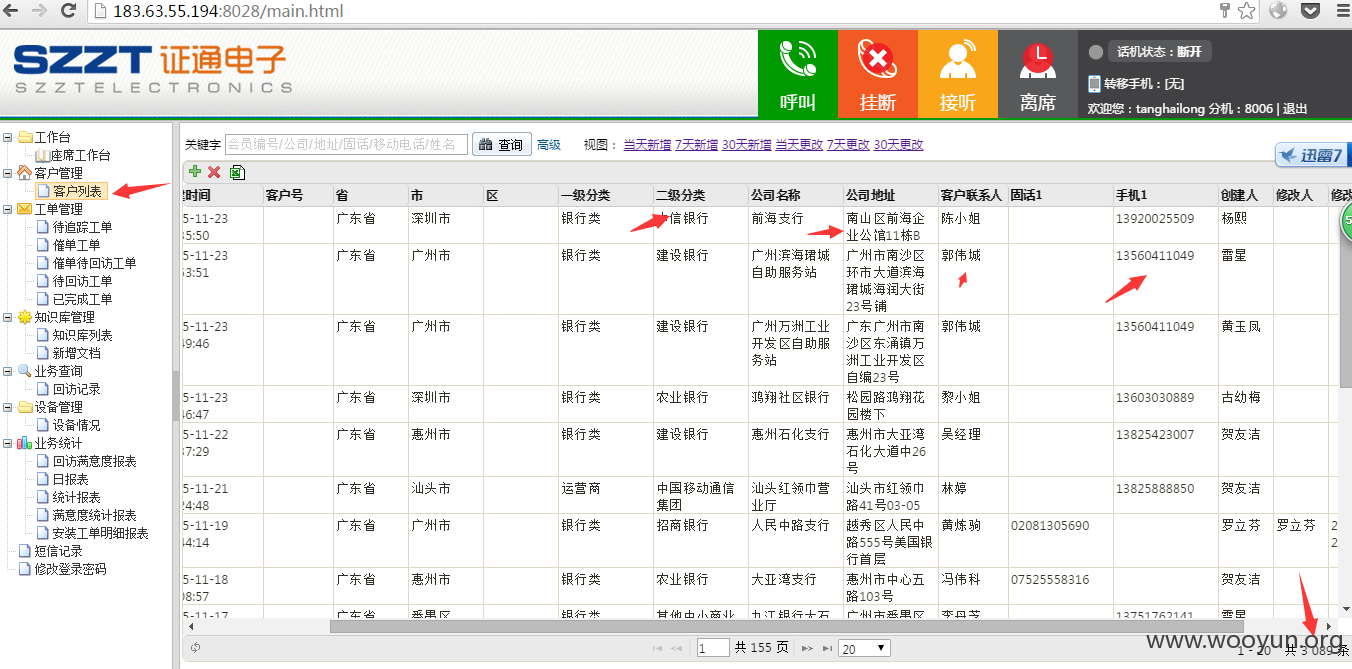 183.63.55.194:8028/main.html
SZZT 证通电子
SZZTELECTRONICS
呼叫
挂断
接听
离席
话机状态：断开
转移手机：[无]
欢迎您：tanghailong 分机：8006 | 退出
工作台
座席工作台
客户管理
客户列表
工单管理
待追踪工单
催单工单
催单待回访工单
待回访工单
已完成工单
知识库管理
知识库列表
新增文档
业务查询
回访记录
设备管理
设备情况
业务统计
回访满意度报表
日报表
统计报表
满意度统计报表
安装工单明细报表
短信记录
修改登录密码
关键字 会员编号/公司/地址/固话/移动电话/姓名 查询 高级 视图： 当天新增 7天新增 30天新增 当天更改 7天更改 30天更改
迅雷7
时间 客户号 省 市 区 一级分类 二级分类 公司名称 公司地址 客户联系人 固话1 手机1 创建人 修改人 修改
5-11-23 广东省 深圳市 银行类 信银行 前海支行 南山区前海企 陈小姐 13920025509 杨熙
35:50 业公馆11栋B
5-11-23 广东省 广州市 银行类 建设银行 广州滨海珺城 广州市南沙区 郭伟城 13560411049 雷星
53:51 自助服务站 环市大道滨海
珺城海润大街
23号铺
5-11-23 广东省 广州市 银行类 建设银行 广州万洲工业 广东广州市南 郭伟城 13560411049 黄玉凤
49:46 开发区自助服 沙区东涌镇万
务站 洲工业开发区
自编23号
5-11-23 广东省 深圳市 银行类 农业银行 鸿翔社区银行 松园路鸿翔花 黎小姐 13603030889 古幼梅
46:47 园楼下
5-11-22 广东省 惠州市 银行类 建设银行 惠州石化支行 惠州市大亚湾 吴经理 13825423007 贺友洁
37:29 石化大道中26
号
5-11-21 广东省 汕头市 运营商 中国移动通信 汕头红领巾营 汕头市红领巾 林婷 13825888850 贺友洁
24:48 集团 业厅 路41号03-05
5-11-19 广东省 广州市 银行类 招商银行 人民中路支行 越秀区人民中 黄炼驹 02081305690 罗立芬 罗立芬 2
44:14 路555号美国银 2
行首层
5-11-18 广东省 惠州市 银行类 农业银行 大亚湾支行 惠州市中心五 冯伟科 07525558316 贺友洁
08:57 路103号
5-11-17 广东省 番禺区 银行类 其他中小商业 九江银行大石 广州市番禺区 李丹芝 13751762141 雷星
1 共 155 页 20
1 - 20 共 3 089 条
www.wooyun.org